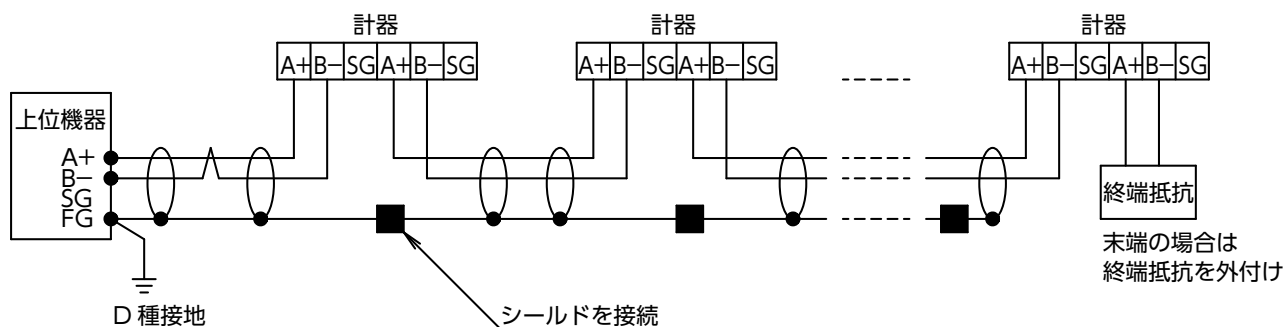 計器
計器
計器
A+ B− SG A+ B− SG
A+ B− SG A+ B− SG
A+ B− SG A+ B− SG
上位機器
A+
B−
SG
FG
終端抵抗
末端の場合は
終端抵抗を外付け
D種接地
シールドを接続